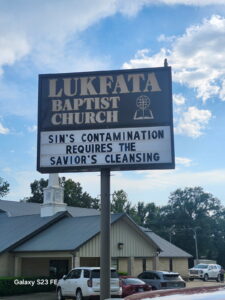 LUKFATA
BAPTIST
CHURCH
SIN'S CONTAMINATION
REQUIRES THE
SAVIOR'S CLEANSING
Galaxy S23 FE